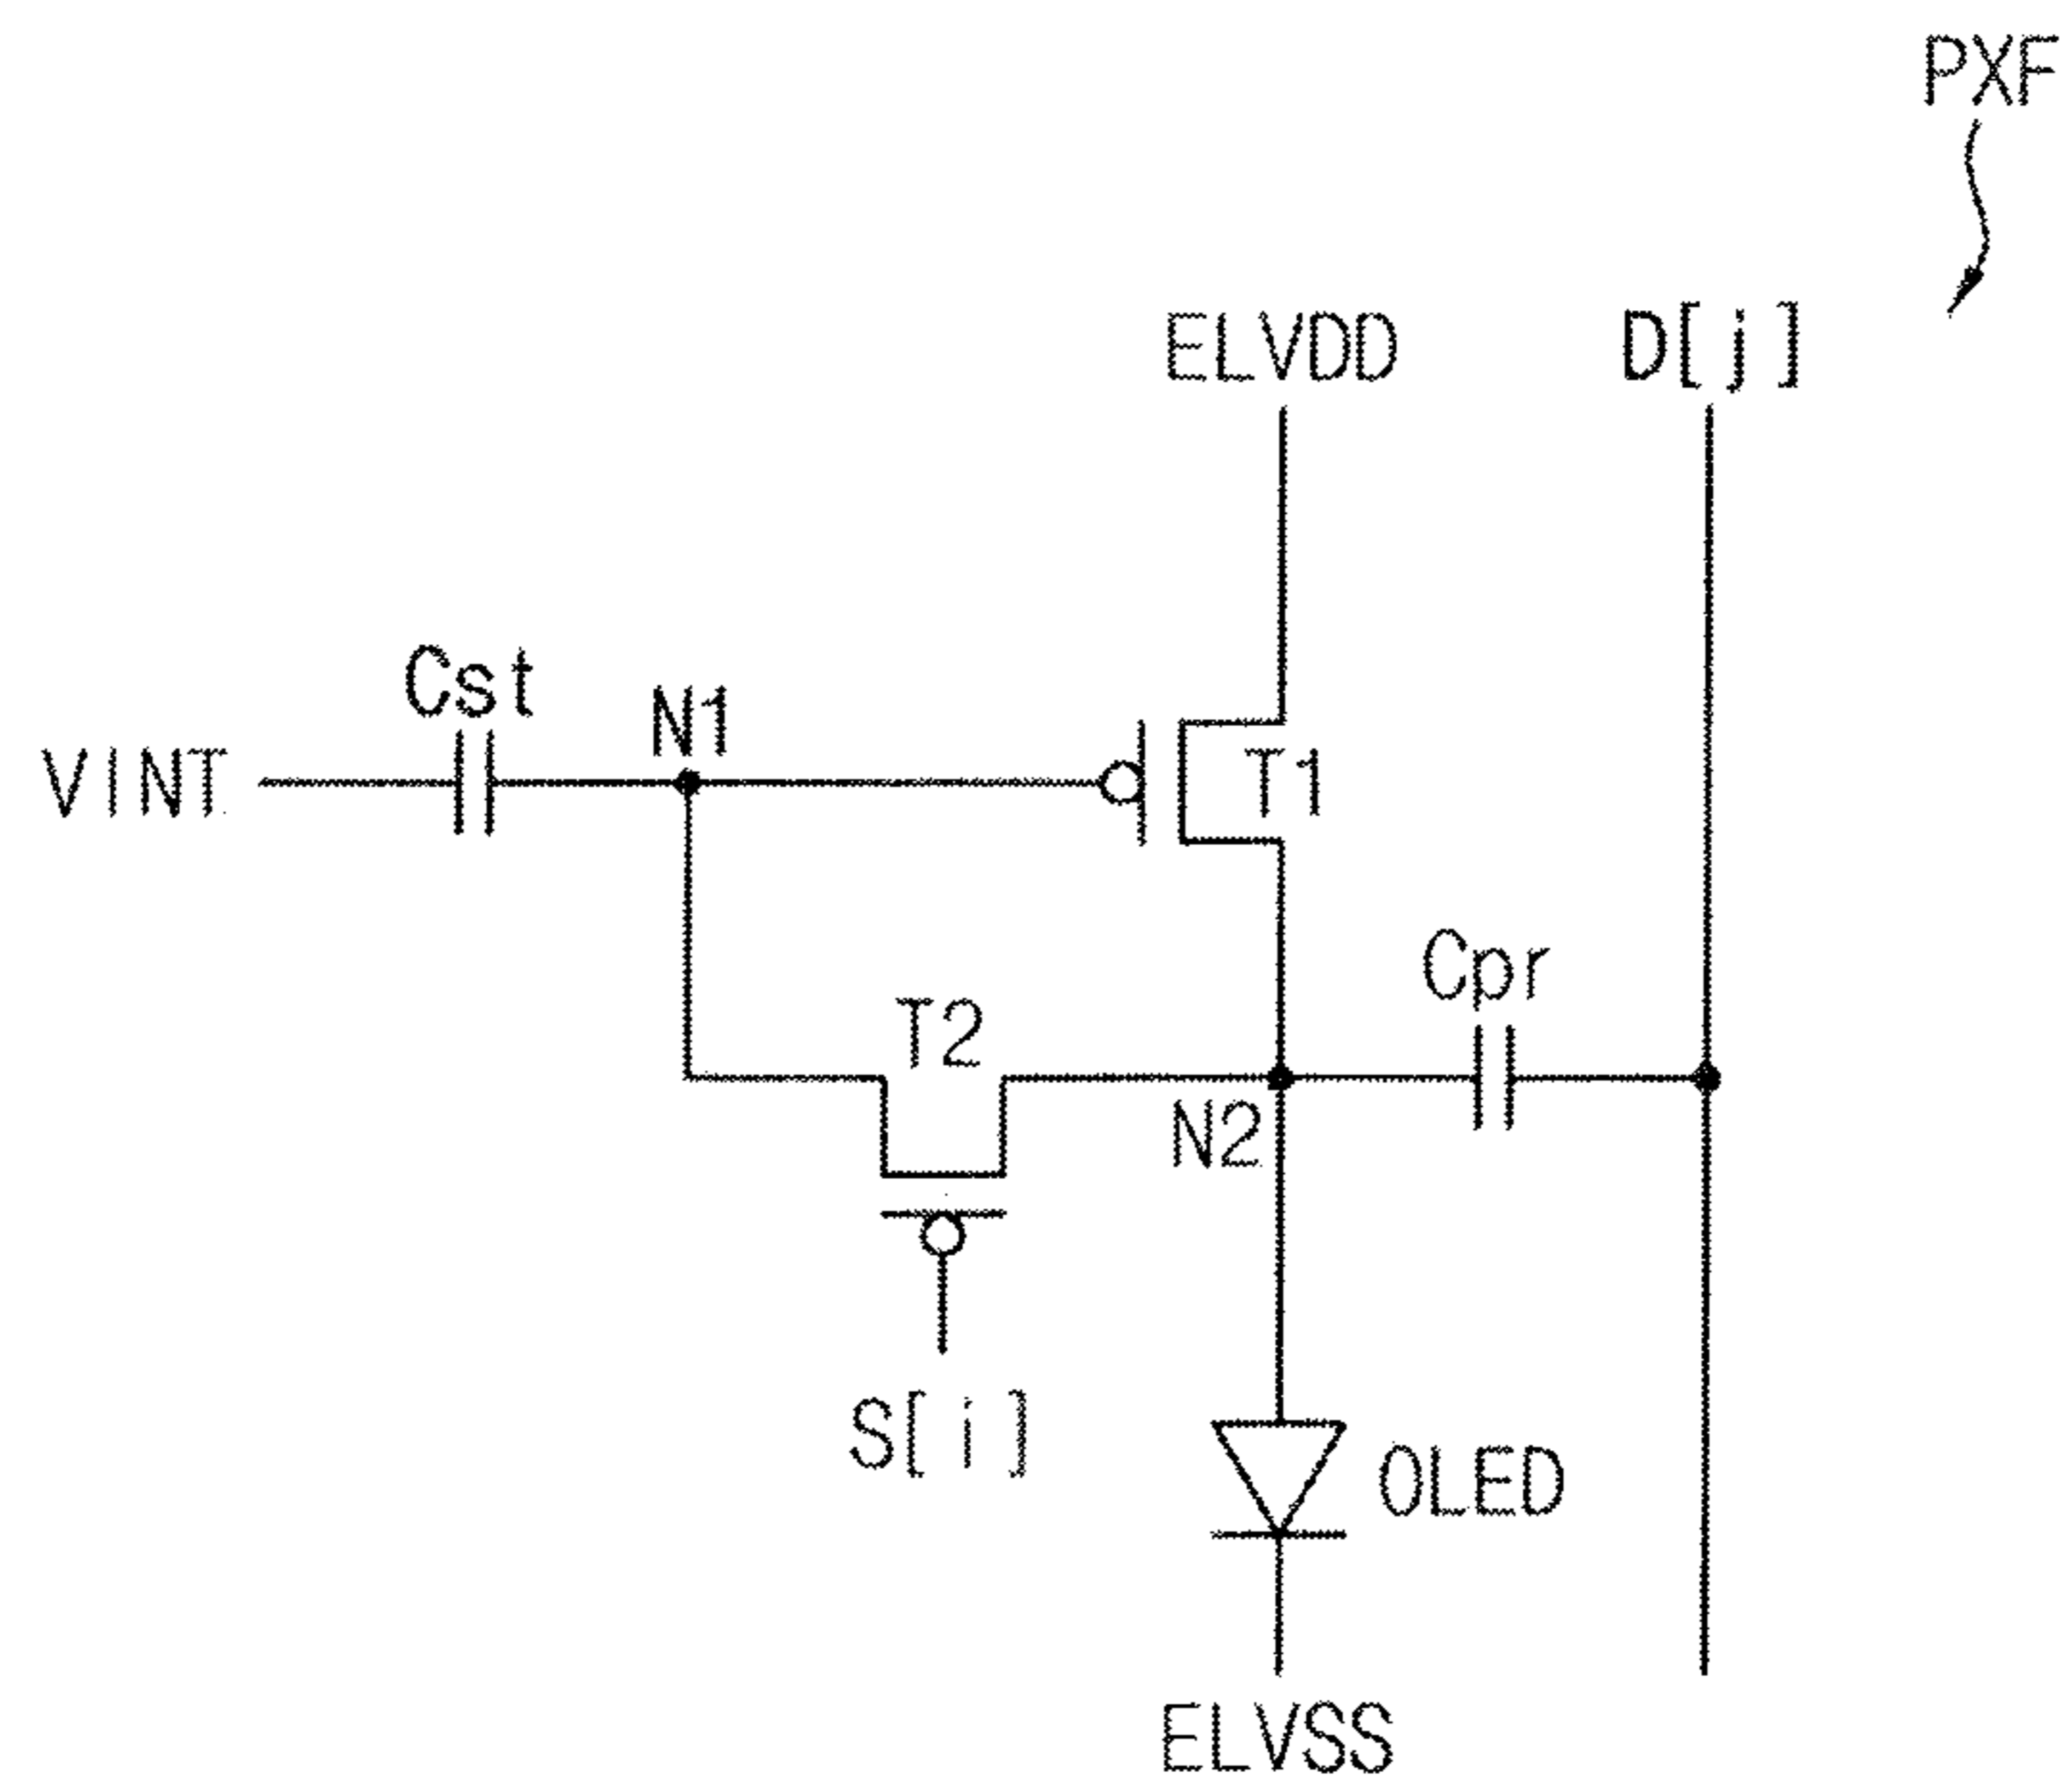 PXF
ELVDD
D[j]
Cst
N1
VINT
T1
Cpr
T2
N2
S[i]
OLED
ELVSS